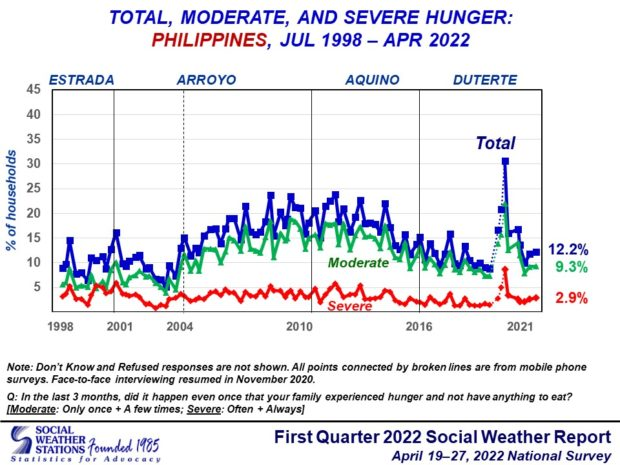 TOTAL, MODERATE, AND SEVERE HUNGER:
PHILIPPINES, JUL 1998 – APR 2022
ESTRADA ARROYO AQUINO DUTERTE
% of households
45
40
35
30
25
20
15
10
5
Total
Moderate
Severe
12.2%
9.3%
2.9%
1998 2001 2004 2010 2016 2021
Note: Don't Know and Refused responses are not shown. All points connected by broken lines are from mobile phone
surveys. Face-to-face interviewing resumed in November 2020.
Q: In the last 3 months, did it happen even once that your family experienced hunger and not have anything to eat?
[Moderate: Only once + A few times; Severe: Often + Always]
SOCIAL
WEATHER
STATIONS Founded 1985
Statistics for Advocacy
First Quarter 2022 Social Weather Report
April 19–27, 2022 National Survey